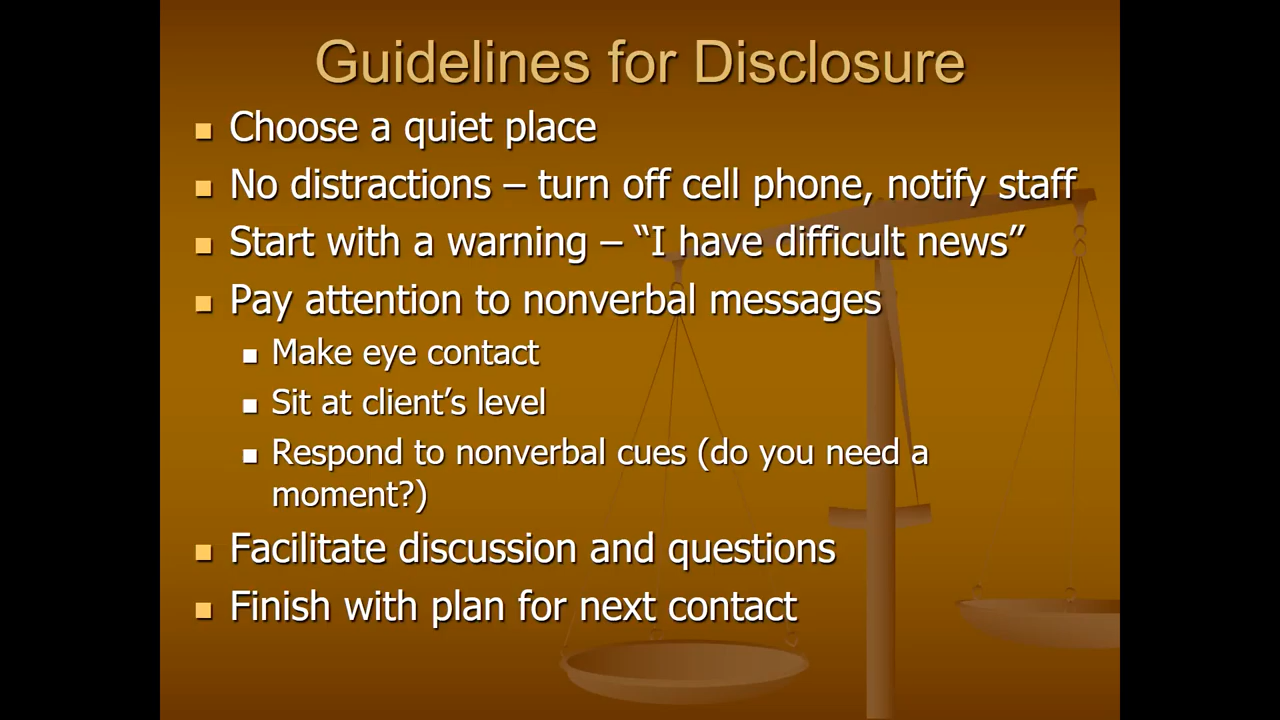 Guidelines for Disclosure
Choose a quiet place
No distractions – turn off cell phone, notify staff
Start with a warning – “I have difficult news”
Pay attention to nonverbal messages
Make eye contact
Sit at client’s level
Respond to nonverbal cues (do you need a
moment?)
Facilitate discussion and questions
Finish with plan for next contact